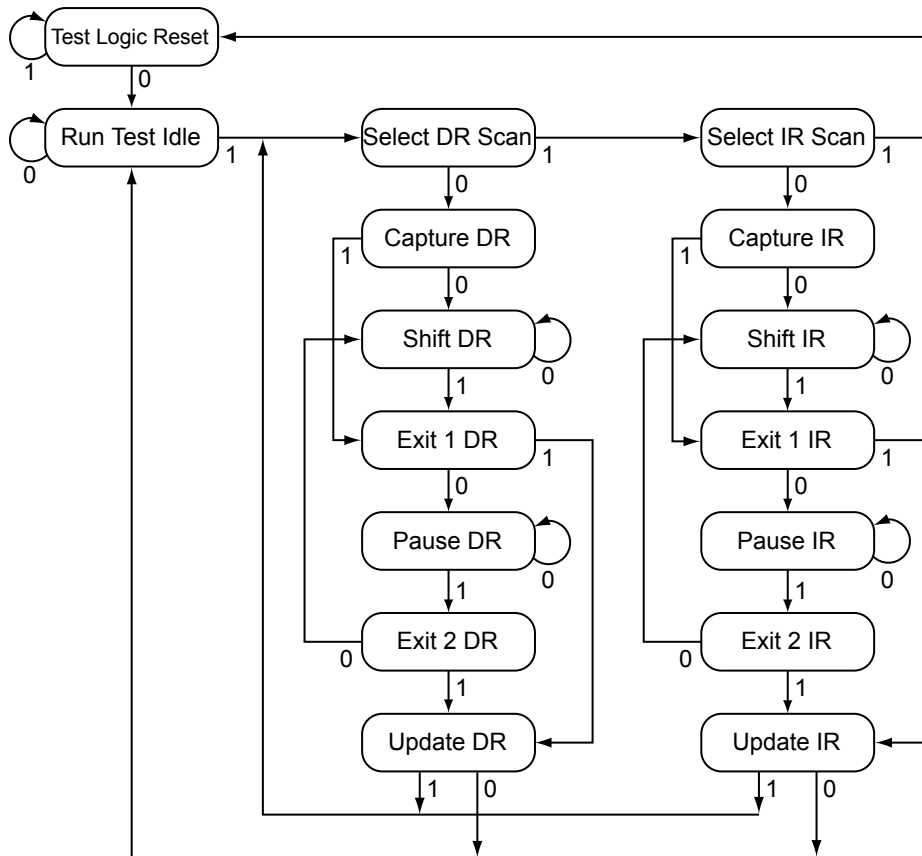 Test Logic Reset
1
0
Run Test Idle
0
1
Select DR Scan
1
0
Select IR Scan
1
0
Capture DR
1
0
Capture IR
1
0
Shift DR
0
1
Shift IR
0
1
Exit 1 DR
1
0
Exit 1 IR
1
0
Pause DR
0
1
Pause IR
0
1
Exit 2 DR
0
1
Exit 2 IR
0
1
Update DR
1
0
Update IR
1
0